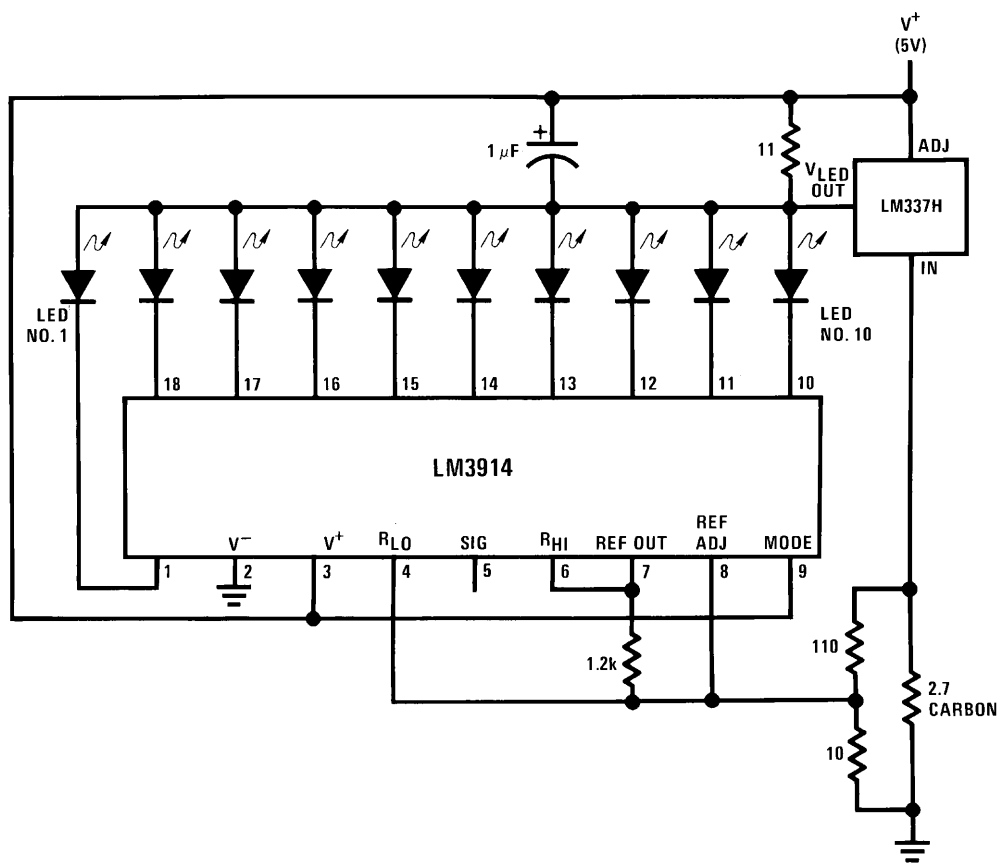 V+
(5V)
ADJ
+
1 μF
11
VLED
OUT
LM337H
IN
LED
NO. 1
LED
NO. 10
18
17
16
15
14
13
12
11
10
LM3914
V−
V+
RLO
SIG
RHI
REF OUT
REF
ADJ
MODE
1
2
3
4
5
6
7
8
9
1.2k
110
2.7
CARBON
10